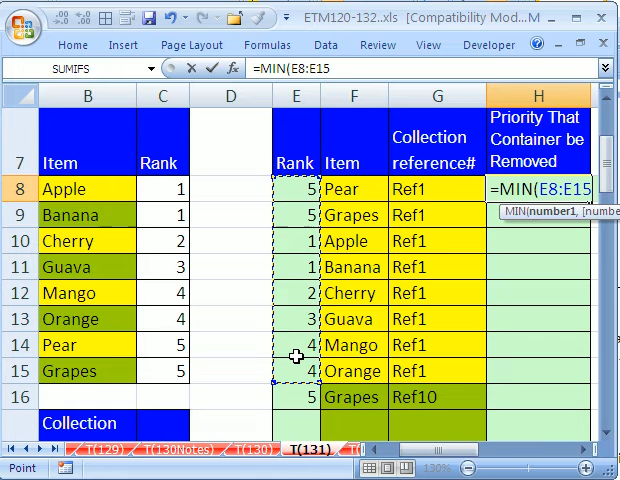 ETM120-132..xls [Compatibility Mod...M
Home Insert Page Layout Formulas Data Review View Developer
SUMIFS =MIN(E8:E15
B C D E F G H
7 Item Rank Rank Item Collection reference# Priority That Container be Removed
8 Apple 1 5 Pear Ref1 =MIN(E8:E15
MIN(number1, [numbe
9 Banana 1 5 Grapes Ref1
10 Cherry 2 1 Apple Ref1
11 Guava 3 1 Banana Ref1
12 Mango 4 2 Cherry Ref1
13 Orange 4 3 Guava Ref1
14 Pear 5 4 Mango Ref1
15 Grapes 5 4 Orange Ref1
16 5 Grapes Ref10
Collection
T(129) T(130Notes) T(130) T(131) T(1
Point 130%